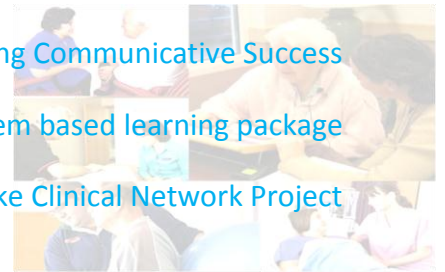 ng Communicative Success
em based learning package
ke Clinical Network Project